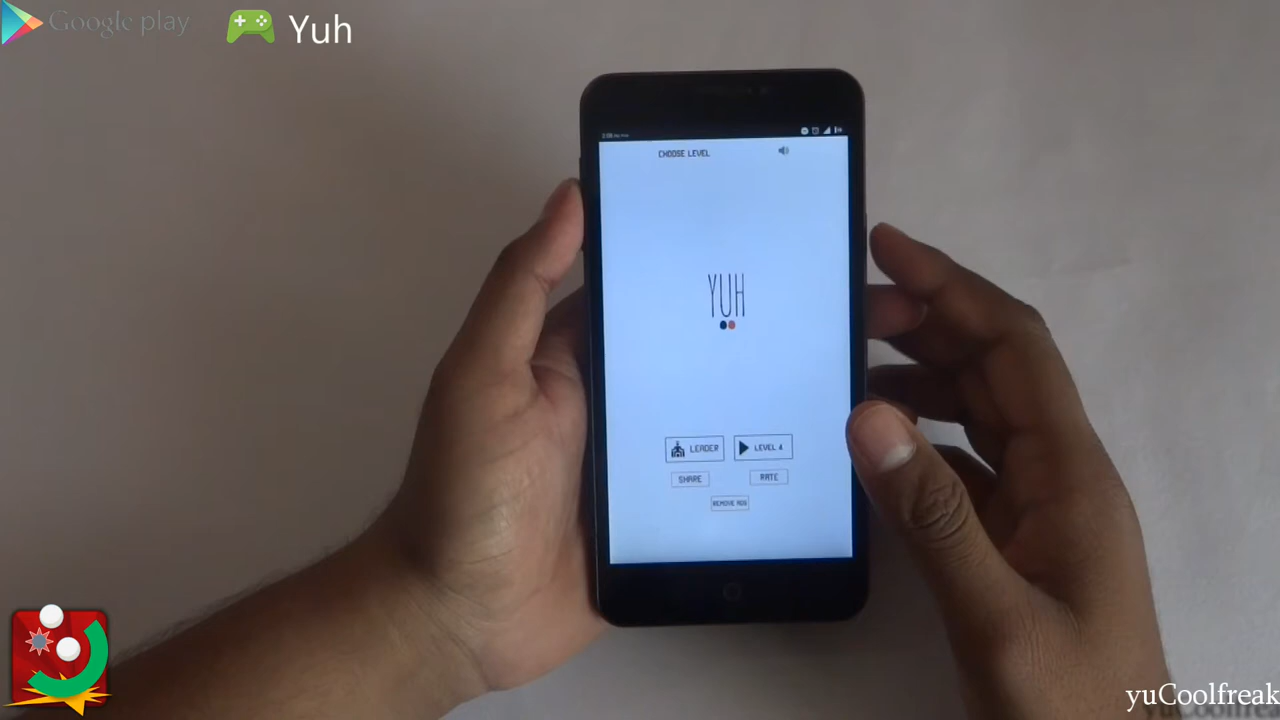 Google play
Yuh
CHOOSE LEVEL
YUH
LEADER
LEVEL 4
SHARE
RATE
REMOVE ADS
yuCoolfreak